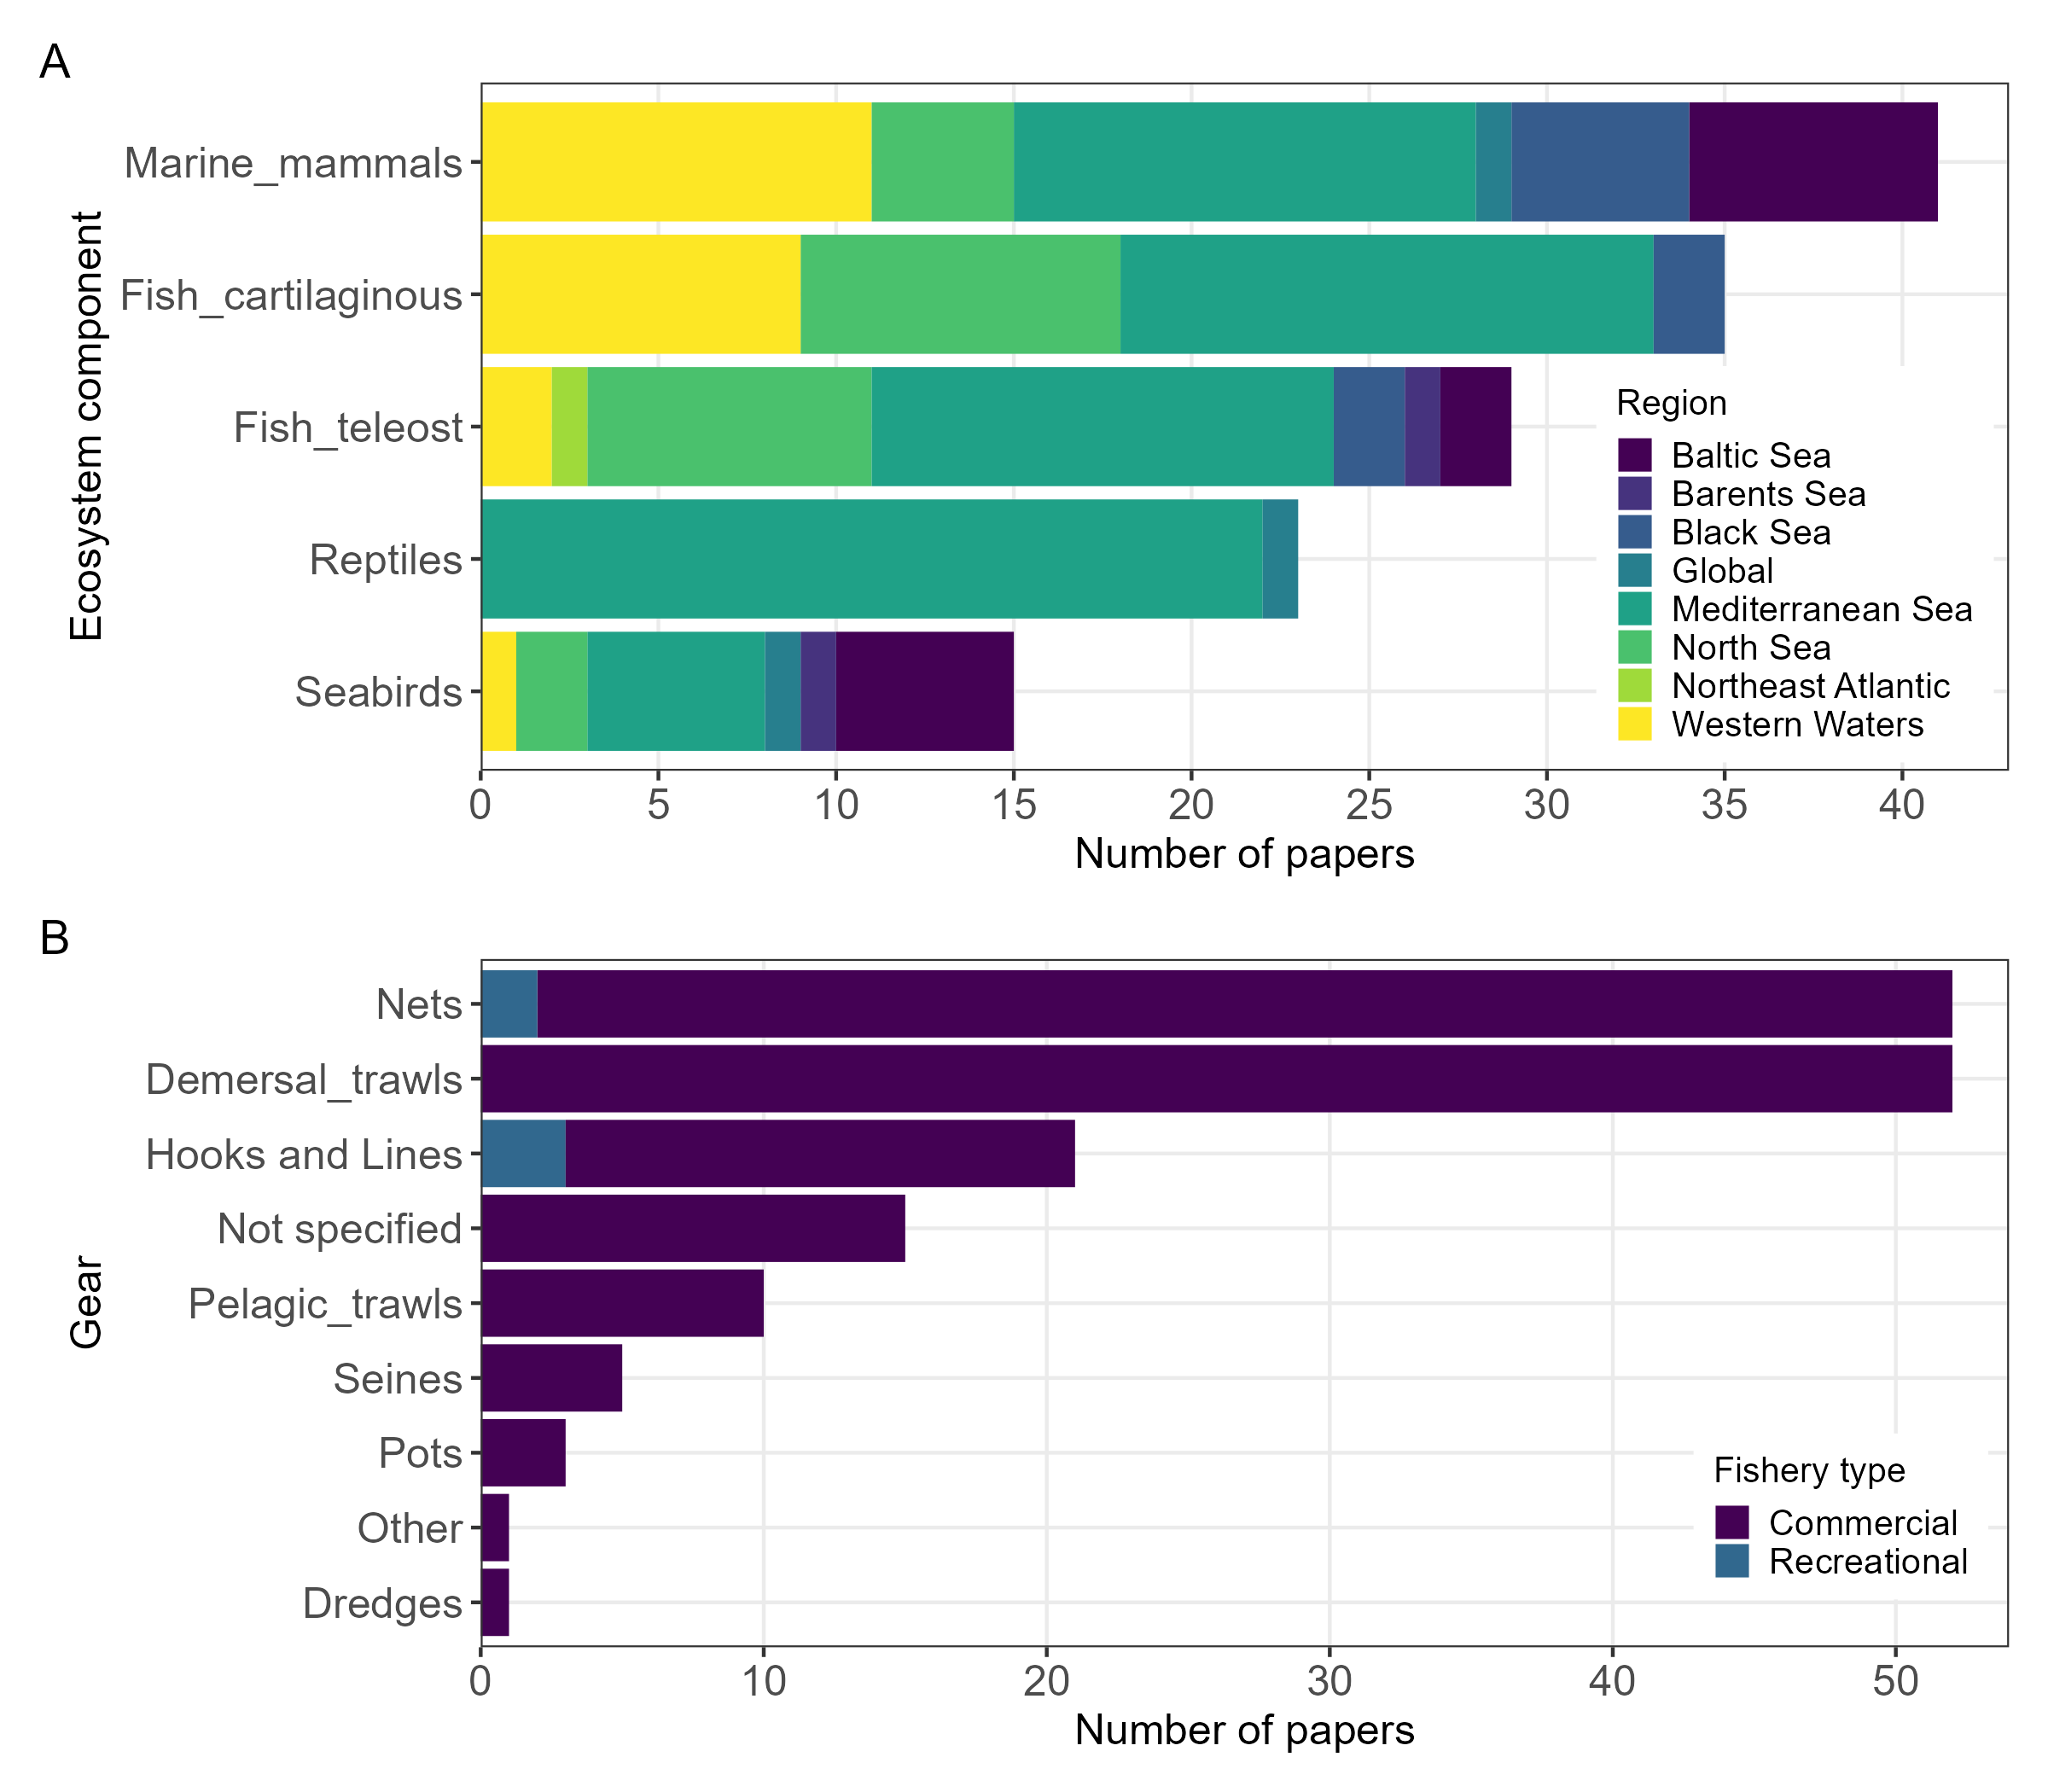 A
Marine_mammals
Fish_cartilaginous
Fish_teleost
Reptiles
Seabirds
Ecosystem component
Region
Baltic Sea
Barents Sea
Black Sea
Global
Mediterranean Sea
North Sea
Northeast Atlantic
Western Waters
0 5 10 15 20 25 30 35 40
Number of papers
B
Nets
Demersal_trawls
Hooks and Lines
Not specified
Pelagic_trawls
Seines
Pots
Other
Dredges
Gear
Fishery type
Commercial
Recreational
0 10 20 30 40 50
Number of papers